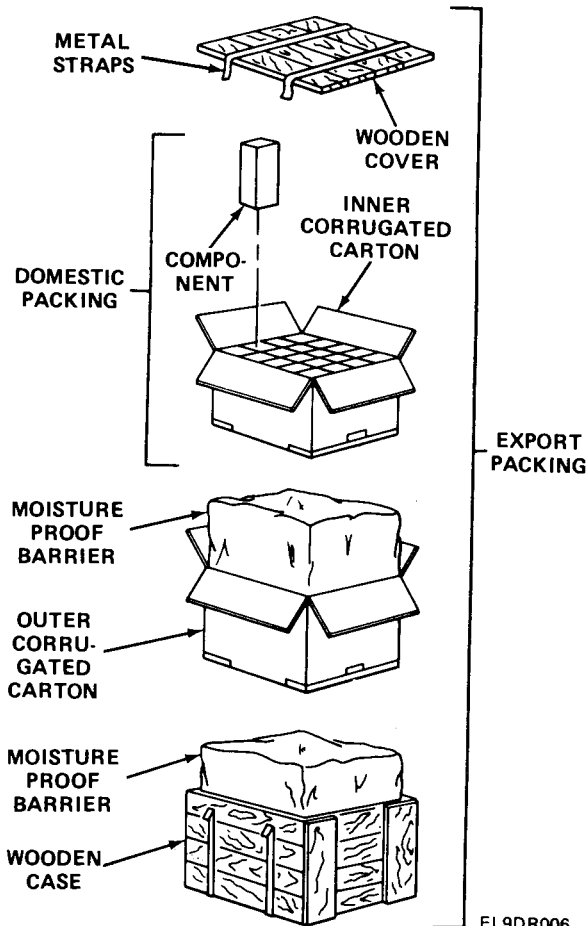 METAL
STRAPS
WOODEN
COVER
INNER
CORRUGATED
CARTON
COMPO-
NENT
DOMESTIC
PACKING
EXPORT
PACKING
MOISTURE
PROOF
BARRIER
OUTER
CORRU-
GATED
CARTON
MOISTURE
PROOF
BARRIER
WOODEN
CASE
EL9DR006